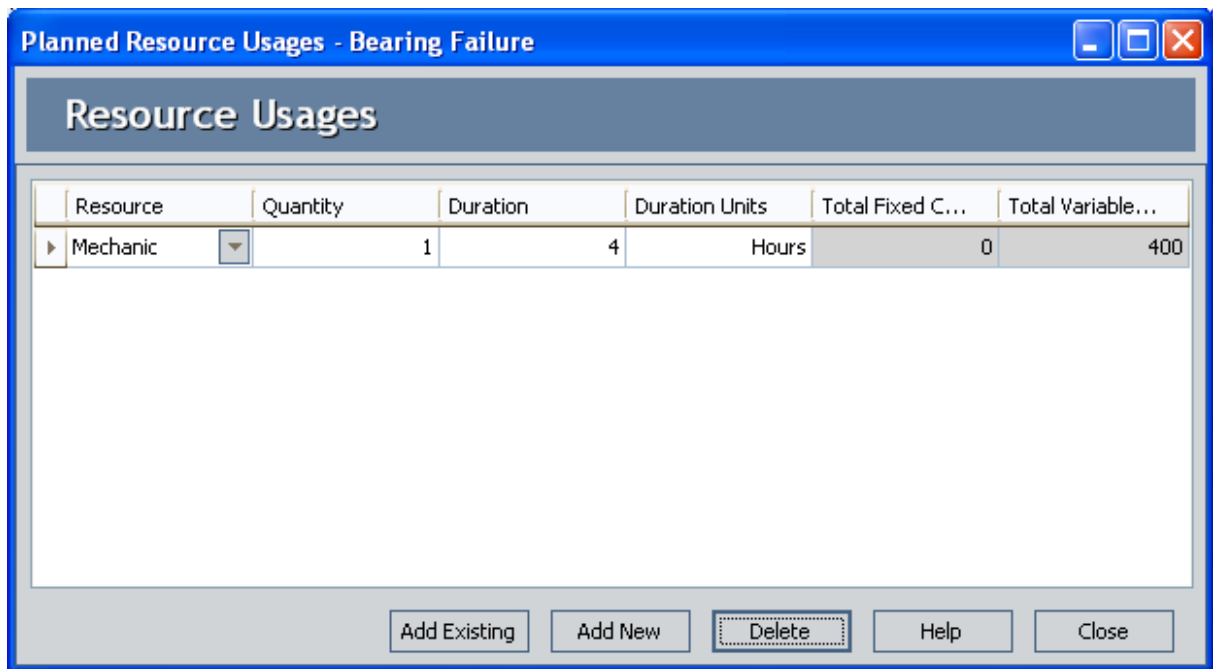 Planned Resource Usages - Bearing Failure
Resource Usages
Resource Quantity Duration Duration Units Total Fixed C... Total Variable...
Mechanic 1 4 Hours 0 400
Add Existing Add New Delete Help Close